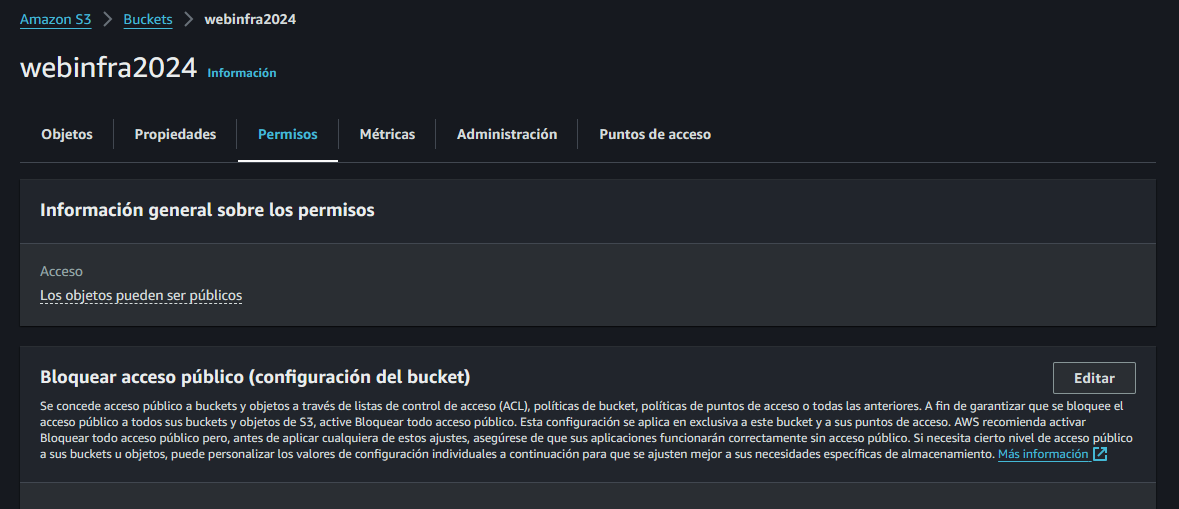 Amazon S3 > Buckets > webinfra2024
webinfra2024 Información
Objetos Propiedades Permisos Métricas Administración Puntos de acceso
Información general sobre los permisos
Acceso
Los objetos pueden ser públicos
Bloquear acceso público (configuración del bucket)
Editar
Se concede acceso público a buckets y objetos a través de listas de control de acceso (ACL), políticas de bucket, políticas de puntos de acceso o todas las anteriores. A fin de garantizar que se bloquee el
acceso público a todos sus buckets y objetos de S3, active Bloquear todo acceso público. Esta configuración se aplica en exclusiva a este bucket y a sus puntos de acceso. AWS recomienda activar
Bloquear todo acceso público pero, antes de aplicar cualquiera de estos ajustes, asegúrese de que sus aplicaciones funcionarán correctamente sin acceso público. Si necesita cierto nivel de acceso público
a sus buckets u objetos, puede personalizar los valores de configuración individuales a continuación para que se ajusten mejor a sus necesidades específicas de almacenamiento. Más información